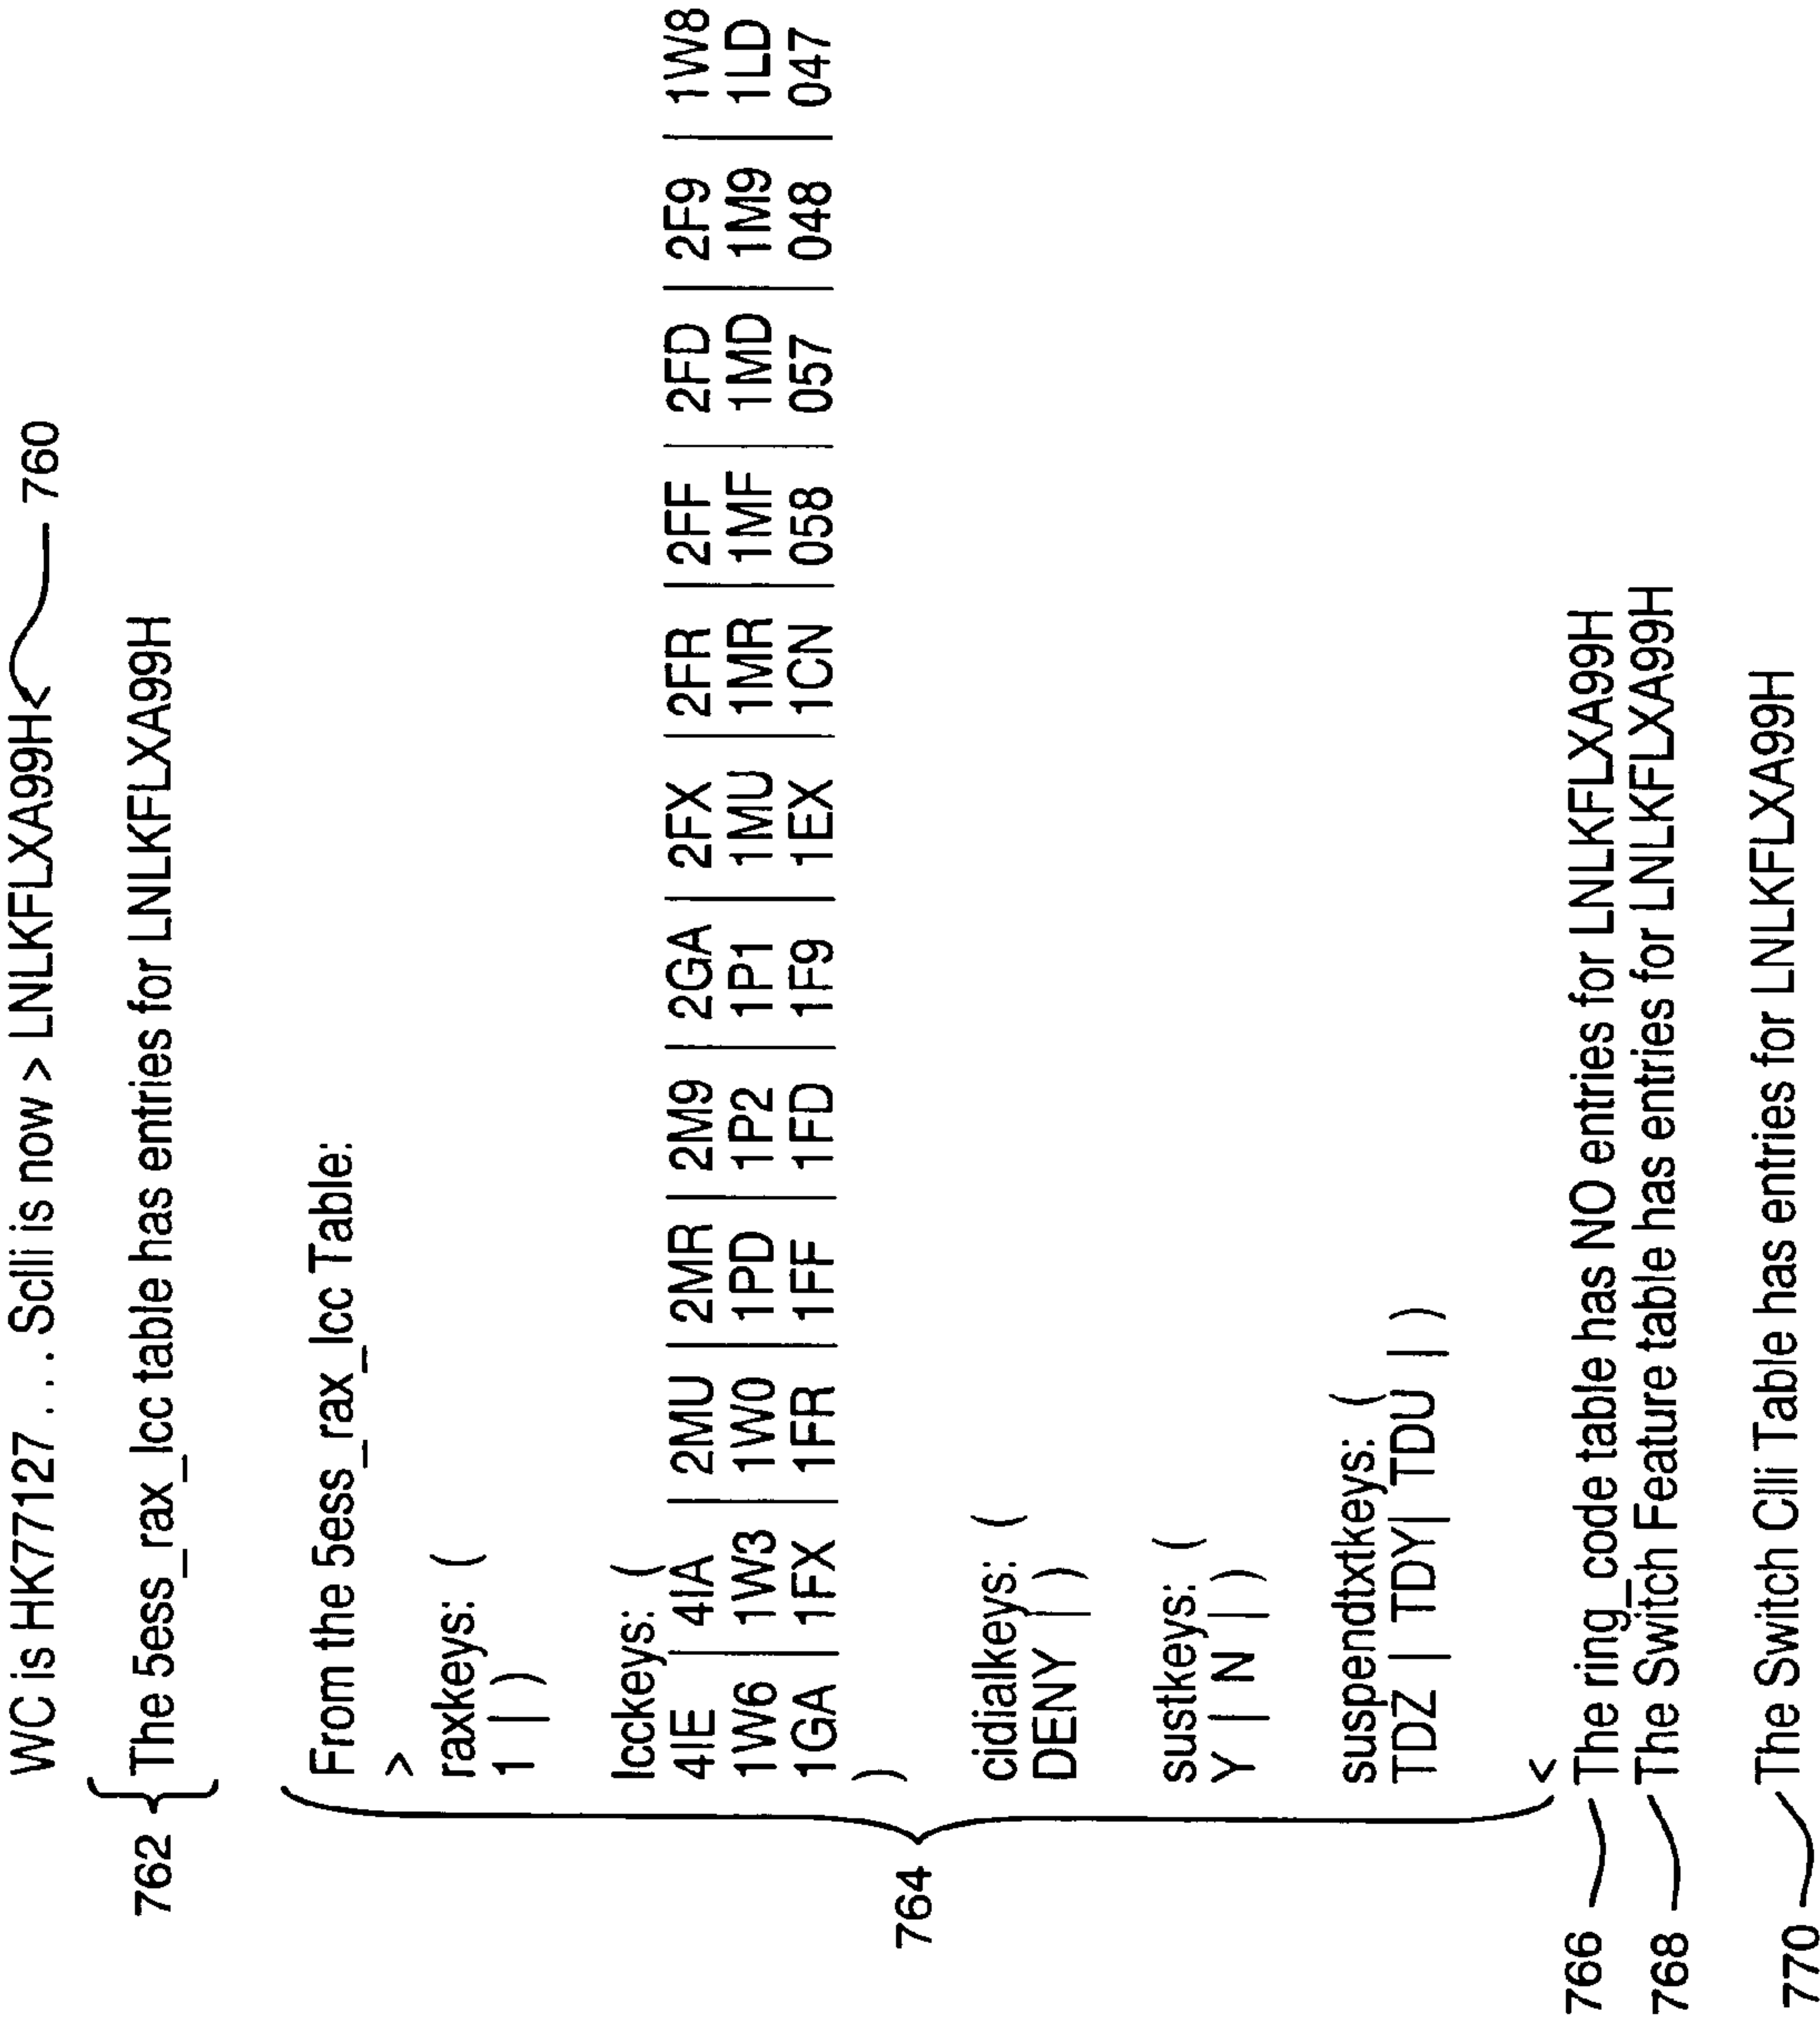 WC is HK77127 . . . Sclli is now > LNLKFLXA99H< 760
762 The 5ess_rax_lcc table has entries for LNLKFLXA99H
From the 5ess_rax_lcc Table:
>
raxkeys: (
1 | )
lcckeys: (
4IE | 4IA | 2MU | 2MR | 2M9 | 2GA | 2FX | 2FR | 2FF | 2FD | 2F9 | 1W8
1W6 1W3 1W0 1PD 1P2 1P1 1MU 1MR 1MF 1MD 1M9 1LD
1GA | 1FX | 1FR | 1FF | 1FD | 1F9 | 1EX | 1CN | 058 | 057 | 048 | 047
)
764
cidialkeys: (
DENY | )
sustkeys: (
Y | N | )
suspendtxtkeys: (
TDZ | TDY | TDU | )
<
766 The ring_code table has NO entries for LNLKFLXA99H
768 The Switch Feature table has entries for LNLKFLXA99H
770 The Switch Clli Table has entries for LNLKFLXA99H